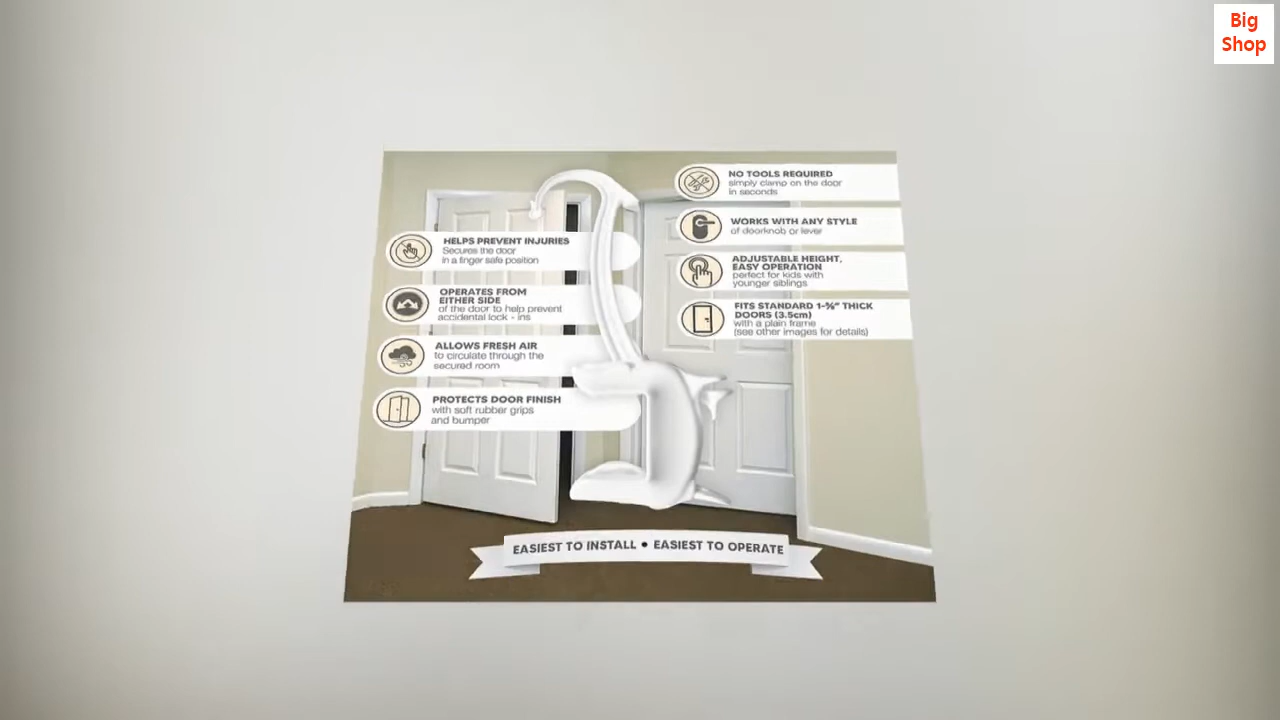 Big
Shop
HELPS PREVENT INJURIES
Secures the door
in a finger safe position
OPERATES FROM
EITHER SIDE
of the door to help prevent
accidental lock - ins
ALLOWS FRESH AIR
to circulate through the
secured room
PROTECTS DOOR FINISH
with soft rubber grips
and bumper
NO TOOLS REQUIRED
simply clamp on the door
in seconds
WORKS WITH ANY STYLE
of doorknob or lever
ADJUSTABLE HEIGHT,
EASY OPERATION
perfect for kids with
younger siblings
FITS STANDARD 1-⅜" THICK
DOORS (3.5cm)
with a plain frame
(see other images for details)
EASIEST TO INSTALL • EASIEST TO OPERATE